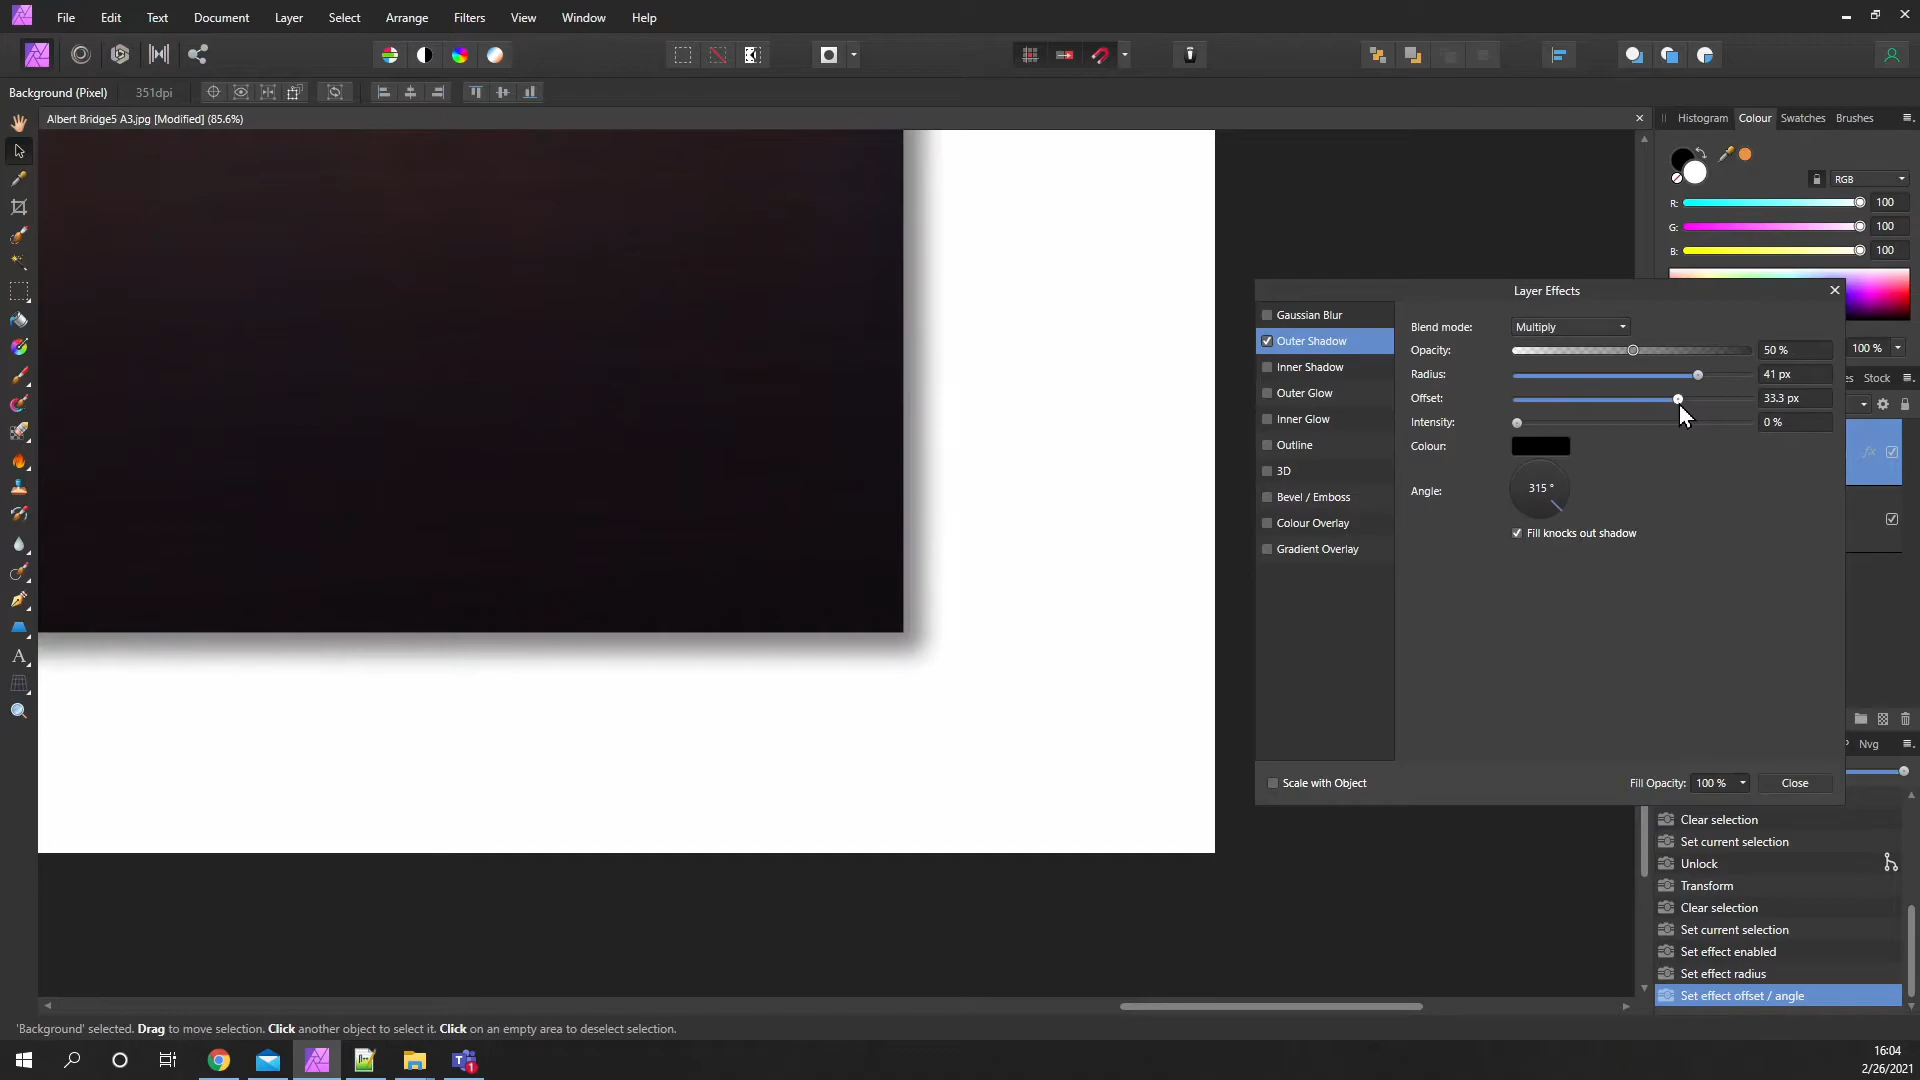 File Edit Text Document Layer Select Arrange Filters View Window Help
Background (Pixel) 351dpi
Albert Bridge5 A3.jpg [Modified] (85.6%)
Histogram Colour Swatches Brushes
RGB
R: 100
G: 100
B: 100
Layer Effects
Gaussian Blur
Outer Shadow
Inner Shadow
Outer Glow
Inner Glow
Outline
3D
Bevel / Emboss
Colour Overlay
Gradient Overlay
Blend mode: Multiply
Opacity: 50 %
Radius: 41 px
Offset: 33.3 px
Intensity: 0 %
Colour:
Angle: 315 °
Fill knocks out shadow
Scale with Object
Fill Opacity: 100 % Close
100 %
Stock
fx
Nvg
Clear selection
Set current selection
Unlock
Transform
Clear selection
Set current selection
Set effect enabled
Set effect radius
Set effect offset / angle
'Background' selected. Drag to move selection. Click another object to select it. Click on an empty area to deselect selection.
1
16:04
2/26/2021